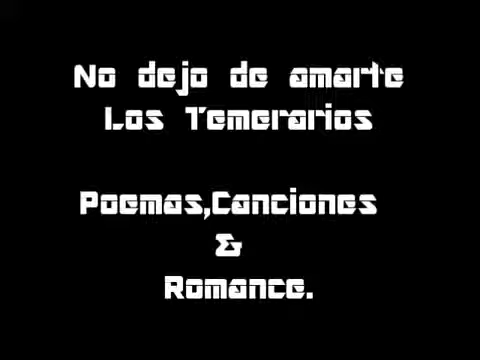 No dejo de amarte
Los Temerarios
Poemas,Canciones
&
Romance.